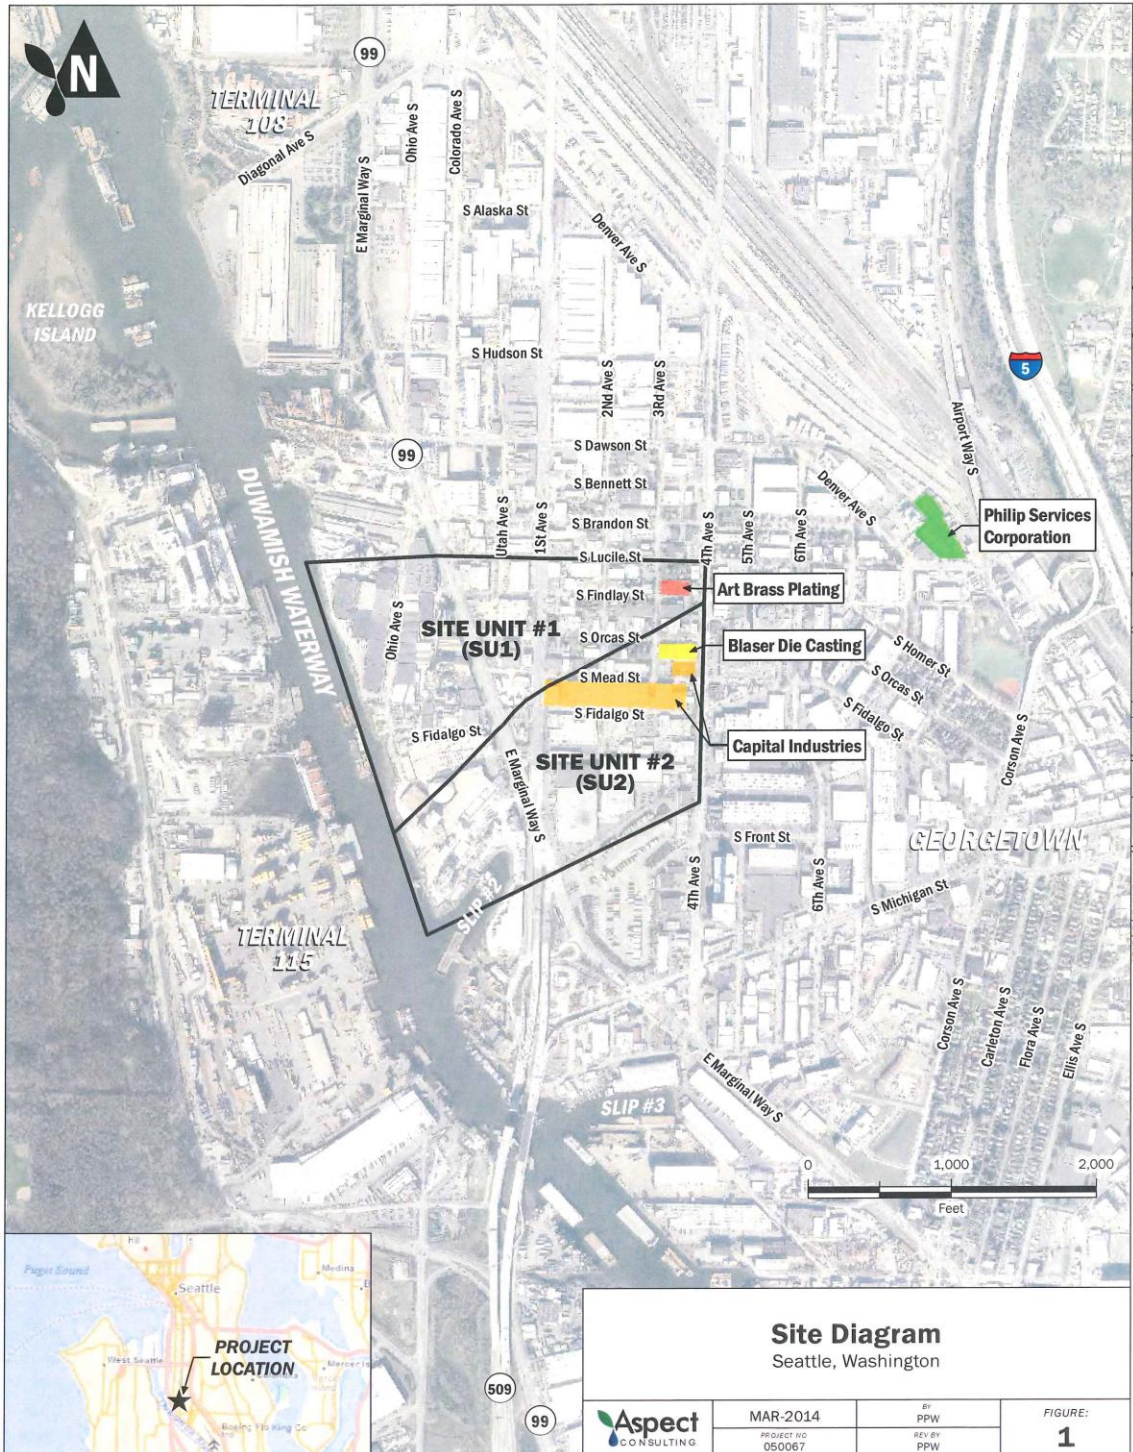 N
99
TERMINAL
108
Diagonal Ave S
E Marginal Way S
Ohio Ave S
Colorado Ave S
S Alaska St
Denver Ave S
KELLOGG
ISLAND
S Hudson St
2Nd Ave S
3Rd Ave S
5
Airport Way S
99
S Dawson St
S Bennett St
DUWAMISH WATERWAY
Utah Ave S
1St Ave S
S Brandon St
4Th Ave S
5Th Ave S
6Th Ave S
Denver Ave S
Philip Services
Corporation
S Lucile St
S Findlay St
Art Brass Plating
Ohio Ave S
SITE UNIT #1
(SU1)
S Orcas St
Blaser Die Casting
S Homer St
S Orcas St
S Mead St
S Fidalgo St
S Fidalgo St
S Fidalgo St
Capital Industries
Corson Ave S
SITE UNIT #2
(SU2)
E Marginal Way S
S Front St
GEORGETOWN
4Th Ave S
6Th Ave S
S Michigan St
SLIP #2
TERMINAL
115
Corson Ave S
Carleton Ave S
Flora Ave S
Ellis Ave S
E Marginal Way S
SLIP #3
0 1,000 2,000
Feet
Puget Sound
Seattle
Medina
West Seattle
Mercer Is
PROJECT
LOCATION
509
99
Site Diagram
Seattle, Washington
Aspect
CONSULTING
MAR-2014
PROJECT NO
050067
BY
PPW
REV BY
PPW
FIGURE:
1